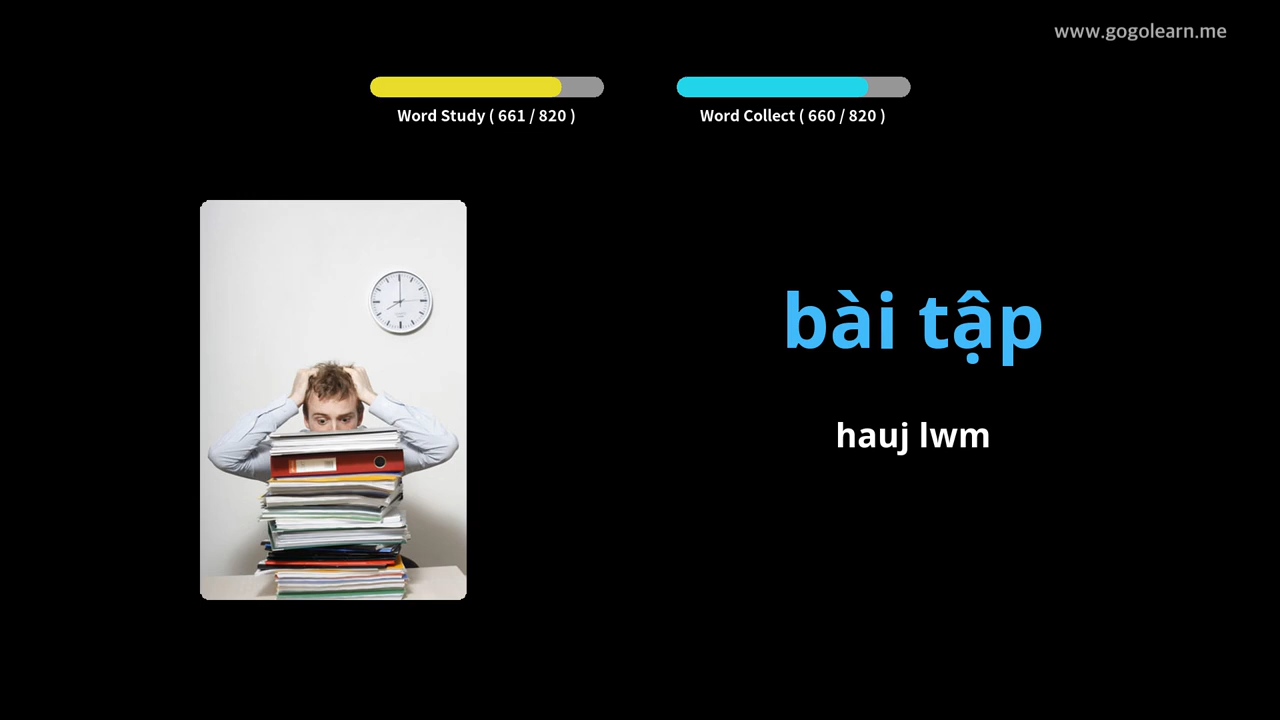 www.gogolearn.me
Word Study ( 661 / 820 )
Word Collect ( 660 / 820 )
bài tập
hauj lwm